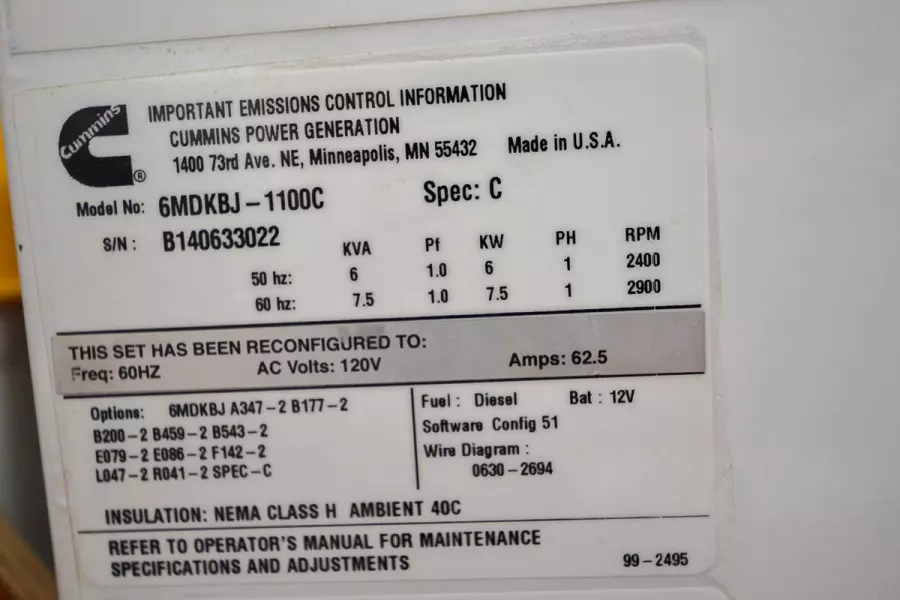 Cummins
®
IMPORTANT EMISSIONS CONTROL INFORMATION
CUMMINS POWER GENERATION
1400 73rd Ave. NE, Minneapolis, MN 55432 Made in U.S.A.
Model No: 6MDKBJ-1100C Spec: C
S/N: B140633022
KVA Pf KW PH RPM
50 hz: 6 1.0 6 1 2400
60 hz: 7.5 1.0 7.5 1 2900
THIS SET HAS BEEN RECONFIGURED TO:
Freq: 60HZ AC Volts: 120V Amps: 62.5
Options: 6MDKBJ A347-2 B177-2
B200-2 B459-2 B543-2
E079-2 E086-2 F142-2
L047-2 R041-2 SPEC-C
Fuel: Diesel Bat: 12V
Software Config 51
Wire Diagram:
0630-2694
INSULATION: NEMA CLASS H AMBIENT 40C
REFER TO OPERATOR'S MANUAL FOR MAINTENANCE
SPECIFICATIONS AND ADJUSTMENTS 99-2495